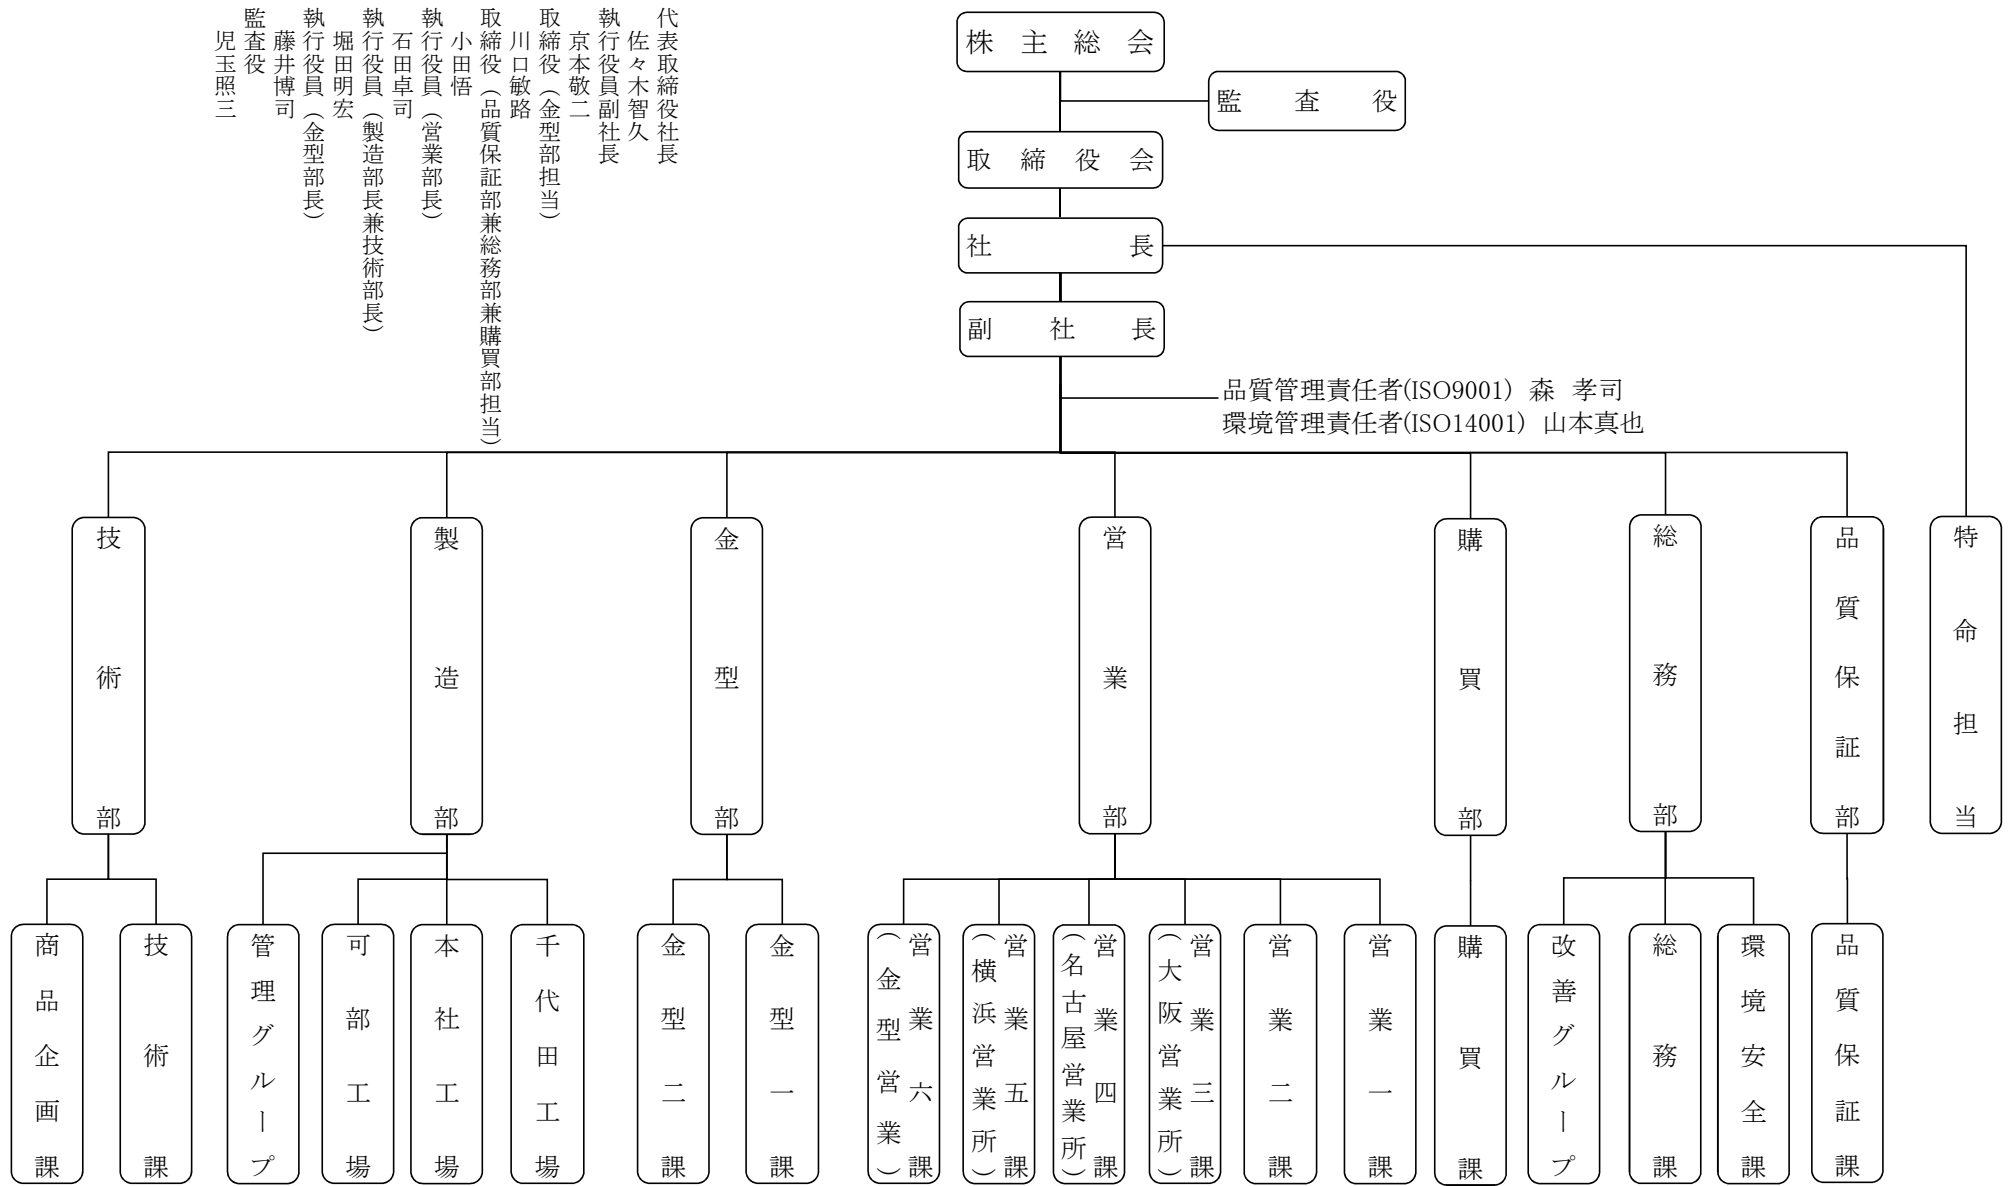 代表取締役社長
佐々木智久
執行役員副社長
京本敬二
取締役（金型部担当）
川口敏路
取締役（品質保証部兼総務部兼購買部担当）
小田悟
執行役員（営業部長）
石田卓司
執行役員（製造部長兼技術部長）
堀田明宏
執行役員（金型部長）
藤井博司
監査役
児玉照三
株主総会
監査役
取締役会
社長
副社長
品質管理責任者(ISO9001) 森 孝司
環境管理責任者(ISO14001) 山本真也
特命担当
品質保証部
総務部
購買部
営業部
金型部
製造部
技術部
品質保証課
環境安全課
総務課
改善グループ
購買課
営業一課
営業二課
営業三課
（大阪営業所）
営業四課
（名古屋営業所）
営業五課
（横浜営業所）
営業六課
（金型営業）
金型一課
金型二課
千代田工場
本社工場
可部工場
管理グループ
技術課
商品企画課